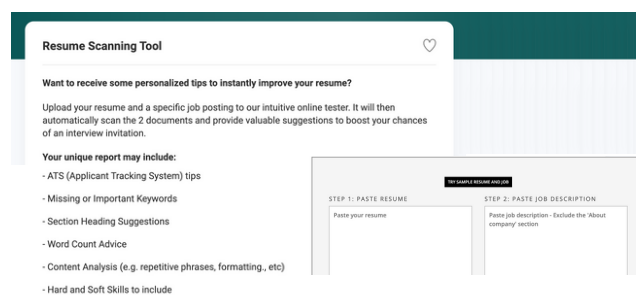 Resume Scanning Tool
Want to receive some personalized tips to instantly improve your resume?
Upload your resume and a specific job posting to our intuitive online tester. It will then
automatically scan the 2 documents and provide valuable suggestions to boost your chances
of an interview invitation.
Your unique report may include:
- ATS (Applicant Tracking System) tips
- Missing or Important Keywords
- Section Heading Suggestions
- Word Count Advice
- Content Analysis (e.g. repetitive phrases, formatting., etc)
- Hard and Soft Skills to include
TRY SAMPLE RESUME AND JOB
STEP 1: PASTE RESUME
Paste your resume
STEP 2: PASTE JOB DESCRIPTION
Paste job description - Exclude the 'About
company' section